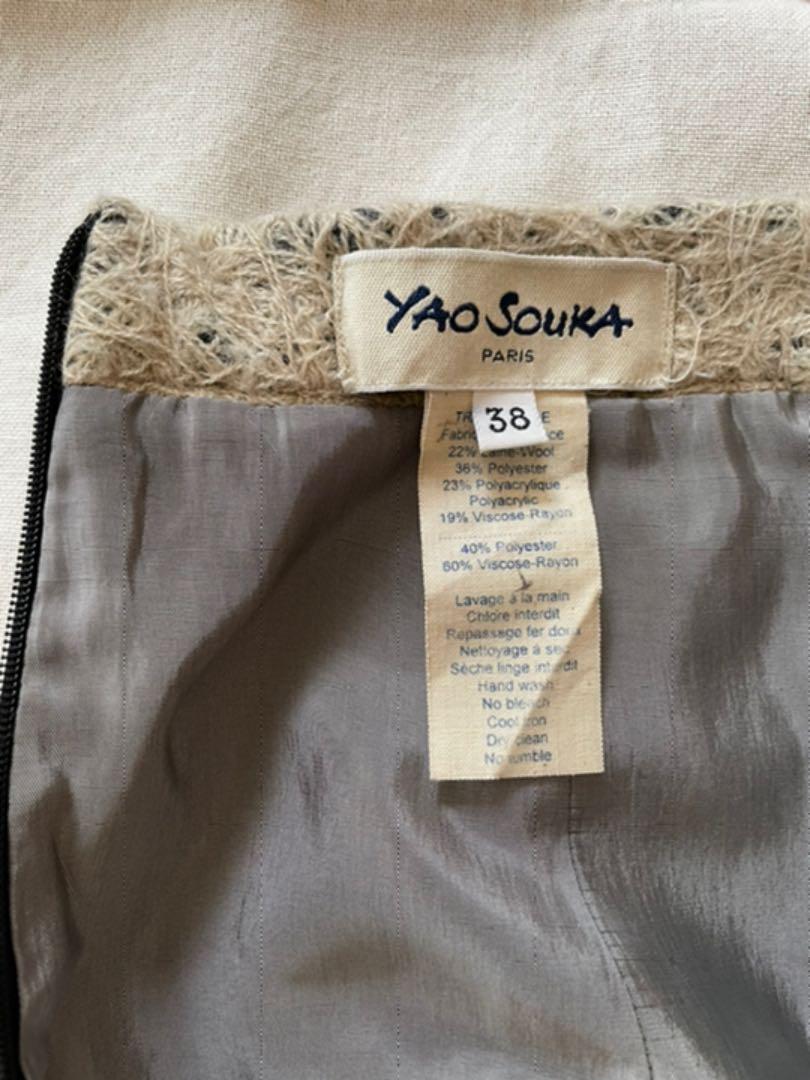 YAO SOUKA
PARIS
38
22% Laine-Wool
36% Polyester
23% Polyacrylique
Polyacrylic
19% Viscose-Rayon
40% Polyester
60% Viscose-Rayon
Lavage à la main
Chlore interdit
Repassage fer doux
Nettoyage à sec
Sèche linge interdit
Hand wash
No bleach
Cool iron
Dry clean
No tumble